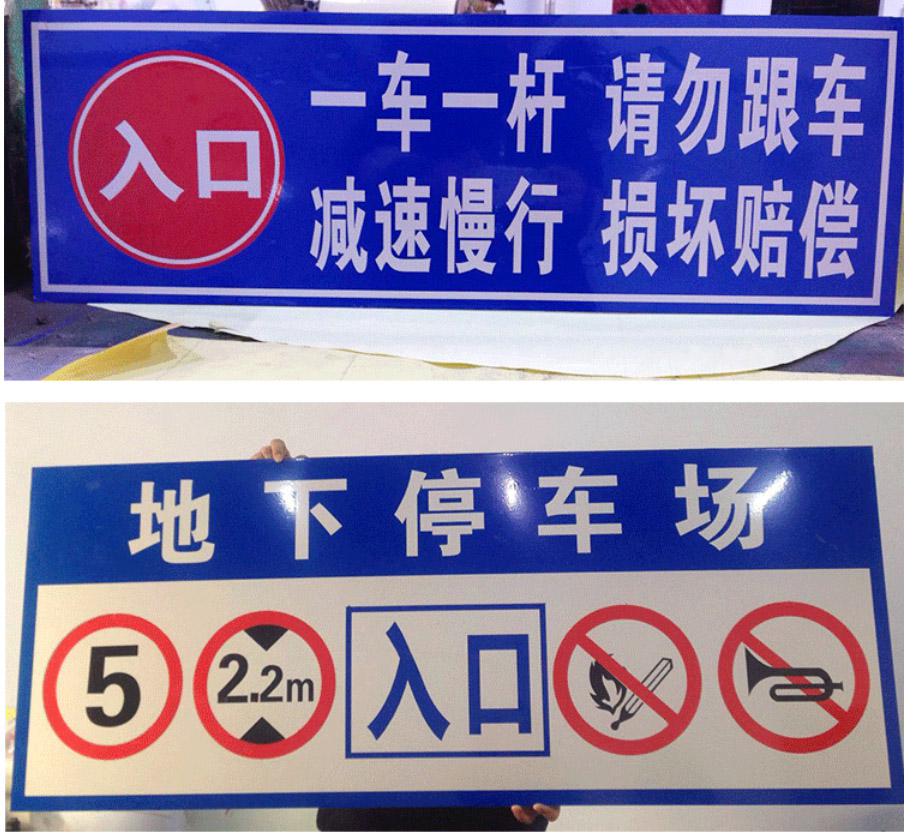 入口
一车一杆 请勿跟车
减速慢行 损坏赔偿
地下停车场
5 2.2m 入口